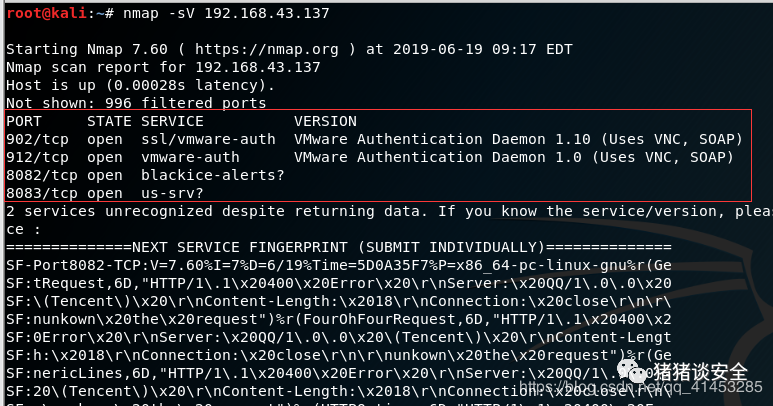 root@kali:~# nmap -sV 192.168.43.137
Starting Nmap 7.60 ( https://nmap.org ) at 2019-06-19 09:17 EDT
Nmap scan report for 192.168.43.137
Host is up (0.00028s latency).
Not shown: 996 filtered ports
PORT     STATE SERVICE         VERSION
902/tcp  open  ssl/vmware-auth  VMware Authentication Daemon 1.10 (Uses VNC, SOAP)
912/tcp  open  vmware-auth      VMware Authentication Daemon 1.0 (Uses VNC, SOAP)
8082/tcp open  blackice-alerts?
8083/tcp open  us-srv?
2 services unrecognized despite returning data. If you know the service/version, plea
ce :
==============NEXT SERVICE FINGERPRINT (SUBMIT INDIVIDUALLY)==============
SF-Port8082-TCP:V=7.60%I=7%D=6/19%Time=5D0A35F7%P=x86_64-pc-linux-gnu%r(Ge
SF:tRequest,6D,"HTTP/1\.1\x20400\x20Error\x20\r\nServer:\x20QQ/1\.0\.0\x20
SF:\(Tencent\)\x20\r\nContent-Length:\x2018\r\nConnection:\x20close\r\n\r\
SF:nunkown\x20the\x20request")%r(FourOhFourRequest,6D,"HTTP/1\.1\x20400\x2
SF:0Error\x20\r\nServer:\x20QQ/1\.0\.0\x20\(Tencent\)\x20\r\nContent-Lengt
SF:h:\x2018\r\nConnection:\x20close\r\n\r\nunkown\x20the\x20request")%r(Ge
SF:nericLines,6D,"HTTP/1\.1\x20400\x20Error\x20\r\nServer:\x20QQ/1\.
SF:20\(Tencent\)\x20\r\nContent-Length:\x2018\r\nConnection:\x20close\r\n\
猪猪谈安全
https://blog.csdn.net/qq_41453285